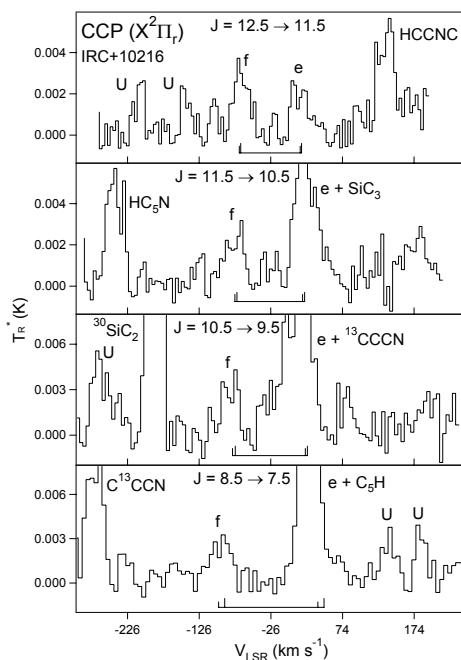 CCP (X²Πᵣ)
J = 12.5 → 11.5
HCCNC
IRC+10216
U
U
f
e
0.004
0.002
0.000
J = 11.5 → 10.5
HC₅N
f
e + SiC₃
0.004
0.002
0.000
T_R* (K)
³⁰SiC₂
J = 10.5 → 9.5
U
f
e + ¹³CCCN
0.006
0.003
0.000
C¹³CCN
J = 8.5 → 7.5
e + C₅H
f
U
U
0.006
0.003
0.000
-226
-126
-26
74
174
V_LSR (km s⁻¹)